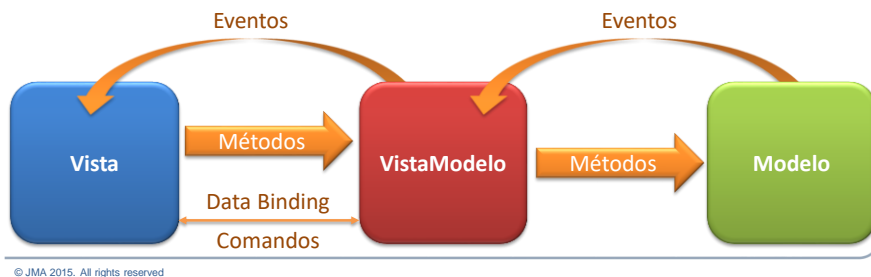 Eventos
Eventos
Vista
Métodos
VistaModelo
Métodos
Modelo
Data Binding
Comandos
© JMA 2015. All rights reserved